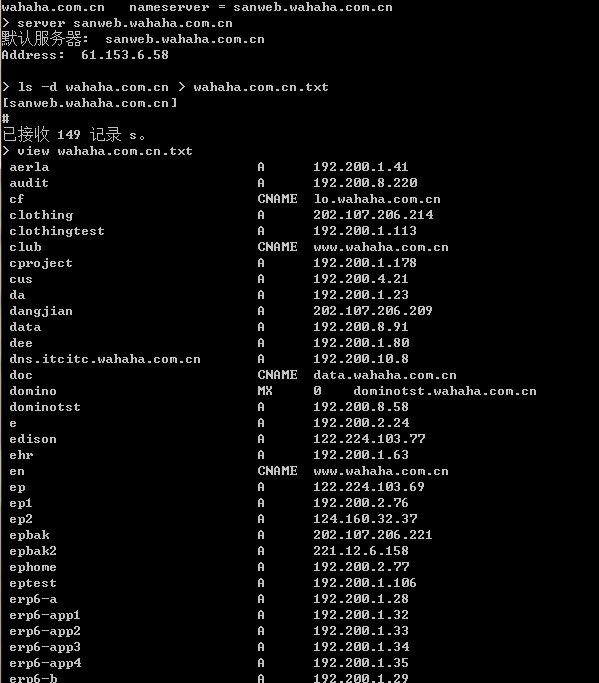 wahaha.com.cn   nameserver = sanweb.wahaha.com.cn
> server sanweb.wahaha.com.cn
默认服务器:  sanweb.wahaha.com.cn
Address:  61.153.6.58
> ls -d wahaha.com.cn > wahaha.com.cn.txt
[sanweb.wahaha.com.cn]
#
已接收 149 记录 s。
> view wahaha.com.cn.txt
aerla A 192.200.1.41
audit A 192.200.8.220
cf CNAME lo.wahaha.com.cn
clothing A 202.107.206.214
clothingtest A 192.200.1.113
club CNAME www.wahaha.com.cn
cproject A 192.200.1.178
cus A 192.200.4.21
da A 192.200.1.23
dangjian A 202.107.206.209
data A 192.200.8.91
dee A 192.200.1.80
dns.itcitc.wahaha.com.cn A 192.200.10.8
doc CNAME data.wahaha.com.cn
domino MX 0 dominotst.wahaha.com.cn
dominotst A 192.200.8.58
e A 192.200.2.24
edison A 122.224.103.77
ehr A 192.200.1.63
en CNAME www.wahaha.com.cn
ep A 122.224.103.69
ep1 A 192.200.2.76
ep2 A 124.160.32.37
epbak A 202.107.206.221
epbak2 A 221.12.6.158
ephome A 192.200.2.77
eptest A 192.200.1.106
erp6-a A 192.200.1.28
erp6-app1 A 192.200.1.32
erp6-app2 A 192.200.1.33
erp6-app3 A 192.200.1.34
erp6-app4 A 192.200.1.35
erp6-b A 192.200.1.29